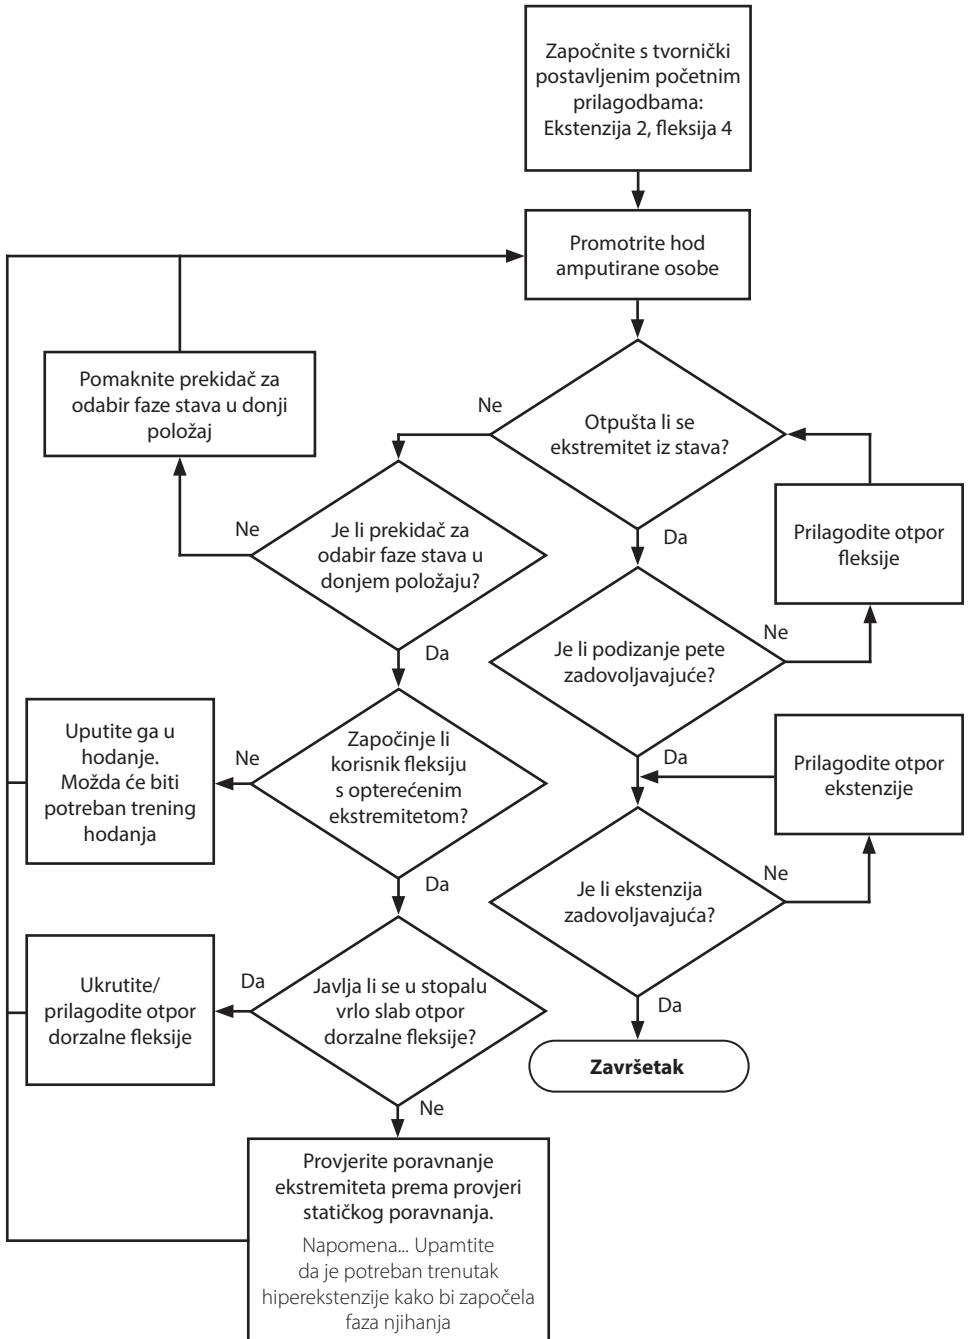 Započnite s tvornički
postavljenim početnim
prilagodbama:
Ekstenzija 2, fleksija 4
Promotrite hod
amputirane osobe
Otpušta li se
ekstremitet iz stava?
Ne
Da
Pomaknite prekidač za
odabir faze stava u donji
položaj
Ne
Je li prekidač za
odabir faze stava u
donjem položaju?
Da
Prilagodite otpor
fleksije
Ne
Je li podizanje pete
zadovoljavajuće?
Da
Uputite ga u
hodanje.
Možda će biti
potreban trening
hodanja
Ne
Započinje li
korisnik fleksiju
s opterećenim
ekstremitetom?
Da
Prilagodite otpor
ekstenzije
Ne
Je li ekstenzija
zadovoljavajuća?
Da
Završetak
Ukrutite/
prilagodite otpor
dorzalne fleksije
Da
Javlja li se u stopalu
vrlo slab otpor
dorzalne fleksije?
Ne
Provjerite poravnanje
ekstremiteta prema provjeri
statičkog poravnanja.
Napomena... Upamtite
da je potreban trenutak
hiperekstenzije kako bi započela
faza njihanja